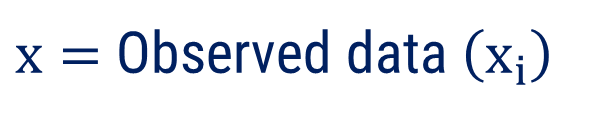 x = Observed data (xᵢ)